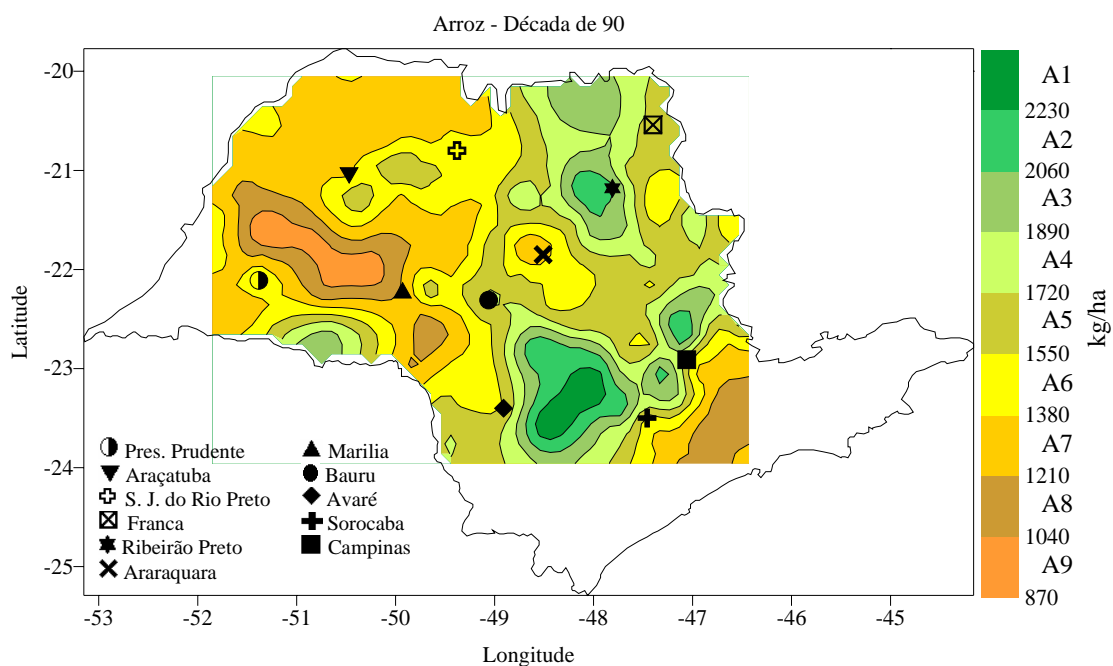 Arroz - Década de 90
-20
-21
-22
-23
-24
-25
Latitude
-53
-52
-51
-50
-49
-48
-47
-46
-45
Longitude
Pres. Prudente
Araçatuba
S. J. do Rio Preto
Franca
Ribeirão Preto
Araraquara
Marilia
Bauru
Avaré
Sorocaba
Campinas
A1
2230
A2
2060
A3
1890
A4
1720
A5
1550
A6
1380
A7
1210
A8
1040
A9
870
kg/ha